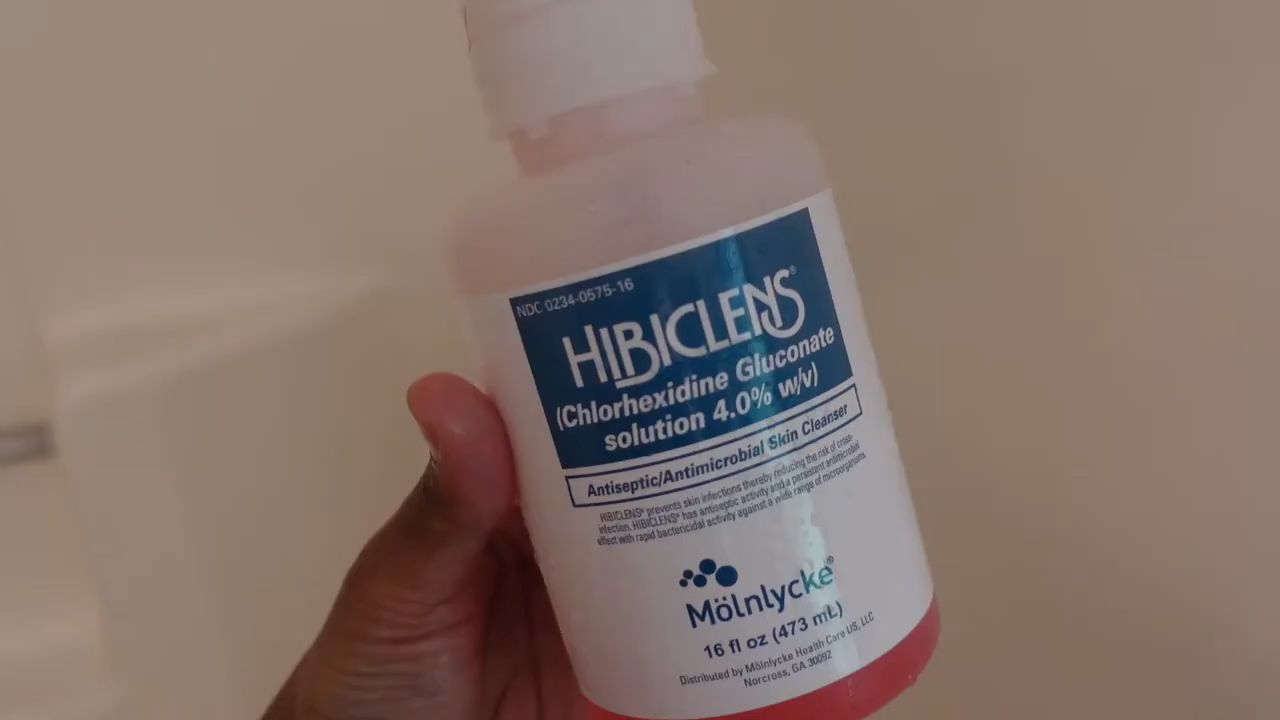 NDC 0234-0575-16
HIBICLENS®
(Chlorhexidine Gluconate
solution 4.0% w/v)
Antiseptic/Antimicrobial Skin Cleanser
HIBICLENS® prevents skin infections thereby reducing the risk of cross-
infection. HIBICLENS® has antiseptic activity and a persistent antimicrobial
effect with rapid bactericidal activity against a wide range of microorganisms.
Mölnlycke®
16 fl oz (473 mL)
Distributed by Mölnlycke Health Care US, LLC
Norcross, GA 30092